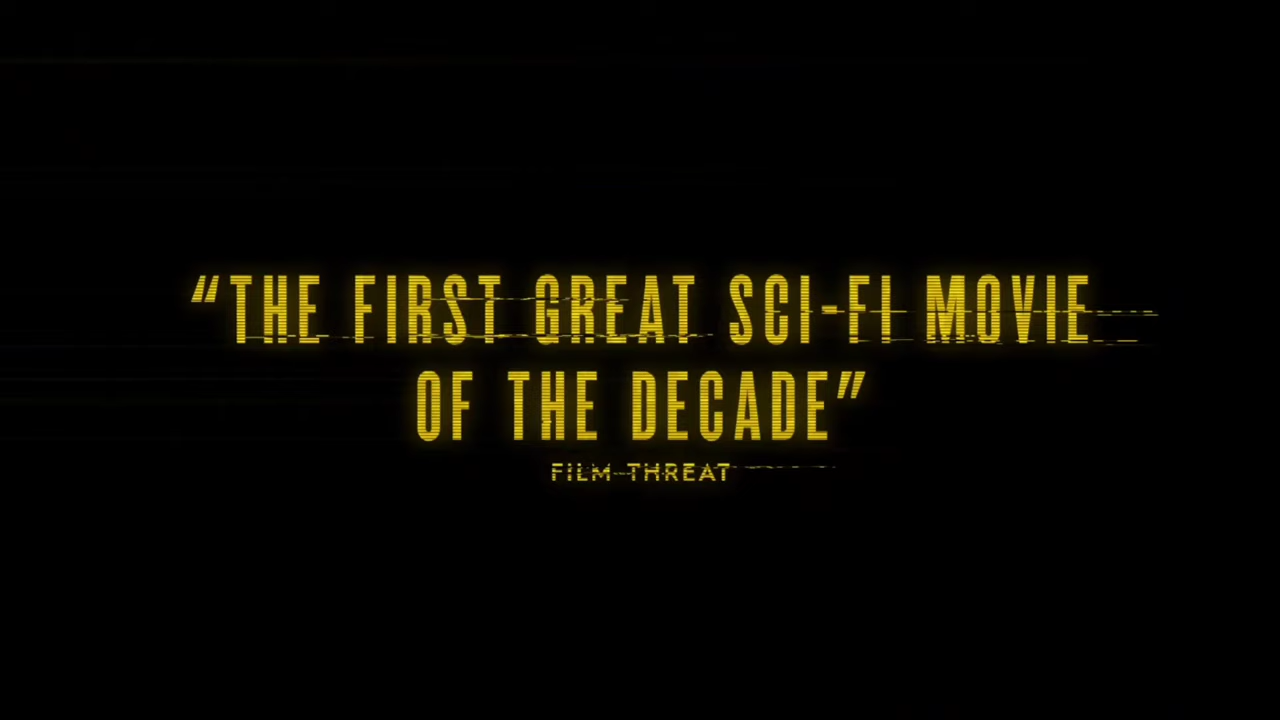 “THE FIRST GREAT SCI-FI MOVIE
OF THE DECADE”
FILM THREAT